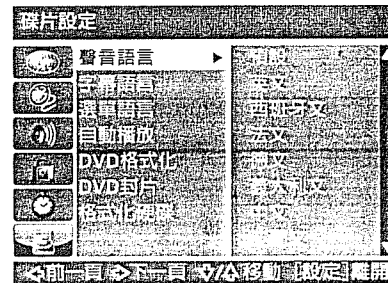 碟片設定
聲音語言
字幕語言
選單語言
自動播放
DVD格式化
DVD封片
格式化硬碟
預設
英文
西班牙文
法文
德文
義大利文
中文
前一頁 下一頁 移動 [設定]離開